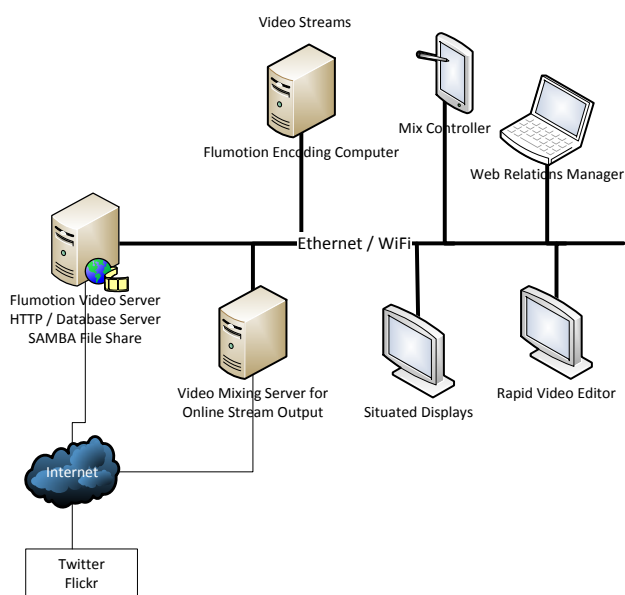 Video Streams
Flumotion Encoding Computer
Mix Controller
Web Relations Manager
Ethernet / WiFi
Flumotion Video Server
HTTP / Database Server
SAMBA File Share
Video Mixing Server for
Online Stream Output
Situated Displays
Rapid Video Editor
Internet
Twitter
Flickr